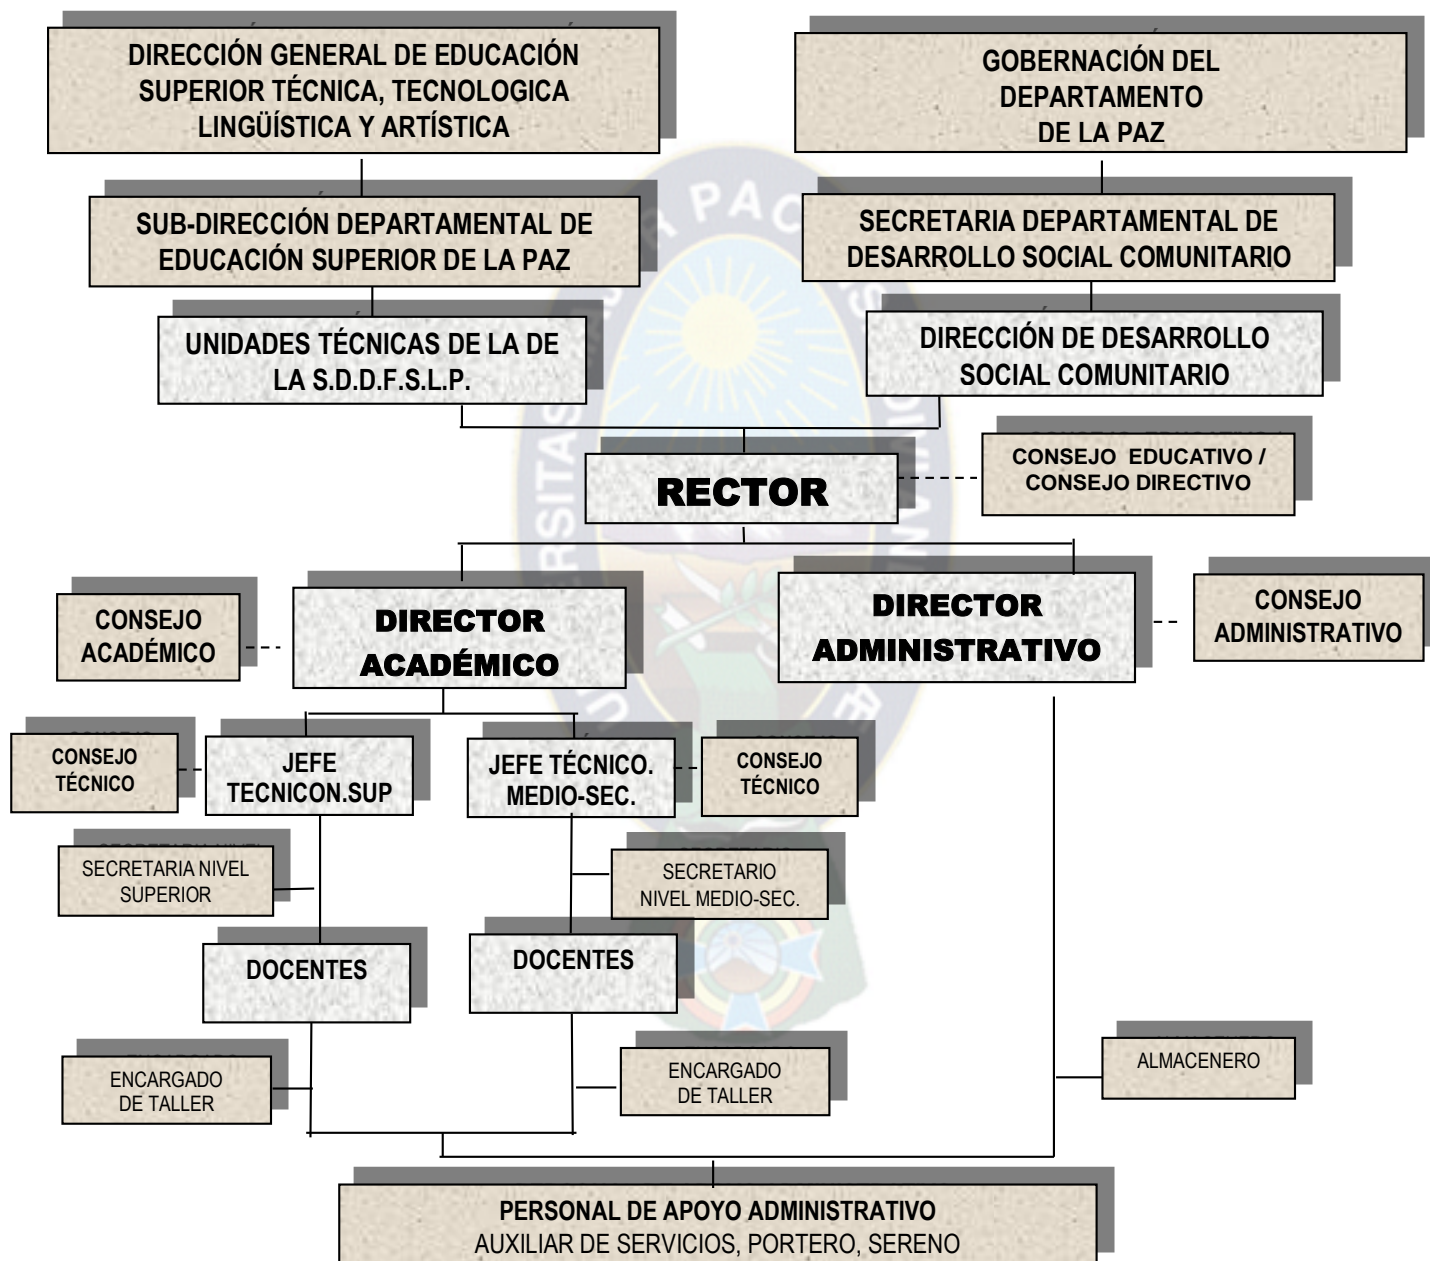 DIRECCIÓN GENERAL DE EDUCACIÓN
SUPERIOR TÉCNICA, TECNOLOGICA
LINGÜÍSTICA Y ARTÍSTICA
GOBERNACIÓN DEL
DEPARTAMENTO
DE LA PAZ
SUB-DIRECCIÓN DEPARTAMENTAL DE
EDUCACIÓN SUPERIOR DE LA PAZ
SECRETARIA DEPARTAMENTAL DE
DESARROLLO SOCIAL COMUNITARIO
UNIDADES TÉCNICAS DE LA DE
LA S.D.D.F.S.L.P.
DIRECCIÓN DE DESARROLLO
SOCIAL COMUNITARIO
RECTOR
CONSEJO EDUCATIVO /
CONSEJO DIRECTIVO
CONSEJO
ACADÉMICO
DIRECTOR
ACADÉMICO
DIRECTOR
ADMINISTRATIVO
CONSEJO
ADMINISTRATIVO
CONSEJO
TÉCNICO
JEFE
TECNICON.SUP
JEFE TÉCNICO.
MEDIO-SEC.
CONSEJO
TÉCNICO
SECRETARIA NIVEL
SUPERIOR
SECRETARIO
NIVEL MEDIO-SEC.
DOCENTES
DOCENTES
ENCARGADO
DE TALLER
ENCARGADO
DE TALLER
ALMACENERO
PERSONAL DE APOYO ADMINISTRATIVO
AUXILIAR DE SERVICIOS, PORTERO, SERENO